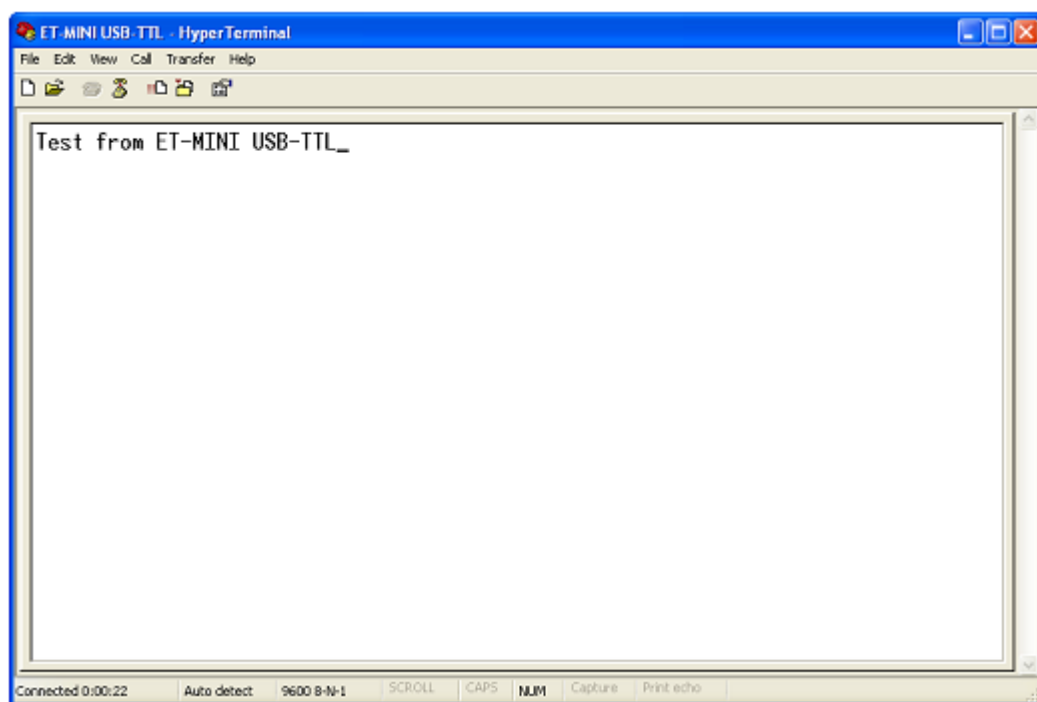 ET-MINI USB-TTL - HyperTerminal
File Edit View Call Transfer Help
Test from ET-MINI USB-TTL_
Connected 0:00:22 Auto detect 9600 8-N-1 SCROLL CAPS NUM Capture Print echo